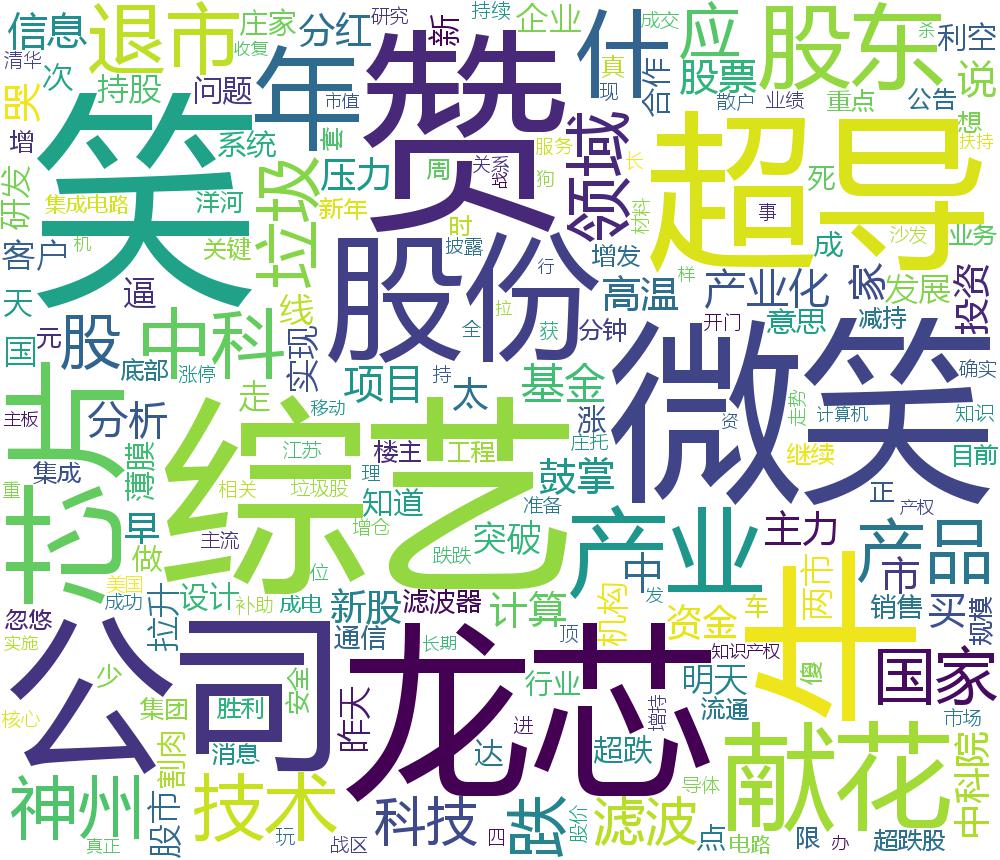 信息
退市
庄家
分红
研究
新
持续
企业
成交
什
应
股东
杀
利空
清华
次
哭
持股
收复
问题
年
赞
真
现
合作
股票
散户
业绩
重点
公告
说
想
扶持
增
笑
系统
市值
套
领域
服务
狗
长
超导
死
研发
集成电路
洋河
垃圾
压力
周
关系
路
材料
事
沙发
业务
客户
机
关键
新年
时
披露
增发
样
成
家
发展
天
逼
线
股份
行
高温
产业化
投资
国
元
股
中科
实现
拉
全
获
分钟
开门
意思
减持
底部
涨停
项目
持
太
基金
微笑
确实
北
主板
分析
走
移动
涨
庄托
资
走势
计算机
知识
集成
薄膜
综艺
江苏
楼主
工程
鼓掌
继续
目前
重
相关
垃圾股
理
知道
准备
正
产权
早
做
主流
增仓
跌跌
突破
产业
主力
产品
美国
成功
设计
补助
成电
位
新股
滤波器
计算
中
发
机构
两市
市
忽悠
拉升
通信
长期
顶
资金
车
牛
销售
买
规模
实施
公司
龙芯
知识产权
国家
少
集团
胜利
安全
昨天
行业
明天
傻
核心
割肉
消息
进
达
超跌
增持
流通
献花
市场
神州
股市
技术
科技
跌
股价
滤波
导体
点
电路
限
办
超跌股
中科院
真正
玩
战区
四